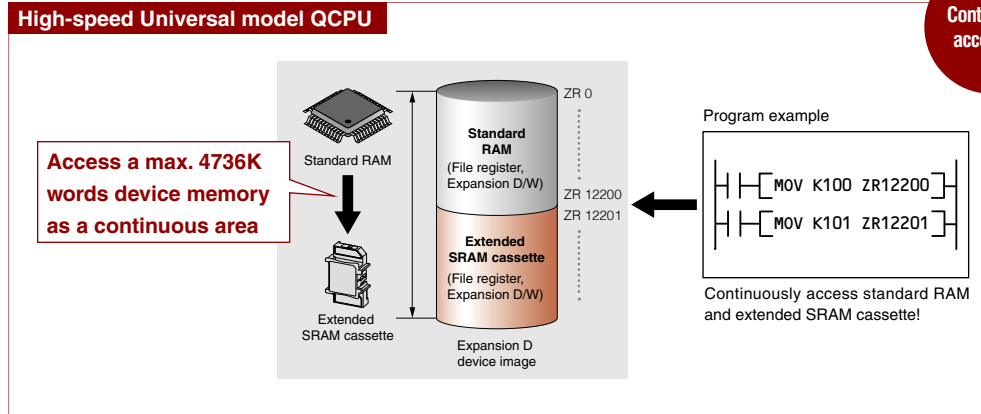 High-speed Universal model QCPU
Access a max. 4736K
words device memory
as a continuous area
Standard RAM
Extended
SRAM cassette
ZR 0
Standard
RAM
(File register,
Expansion D/W)
ZR 12200
ZR 12201
Extended
SRAM cassette
(File register,
Expansion D/W)
Expansion D
device image
Program example
MOV K100 ZR12200
MOV K101 ZR12201
Continuously access standard RAM
and extended SRAM cassette!